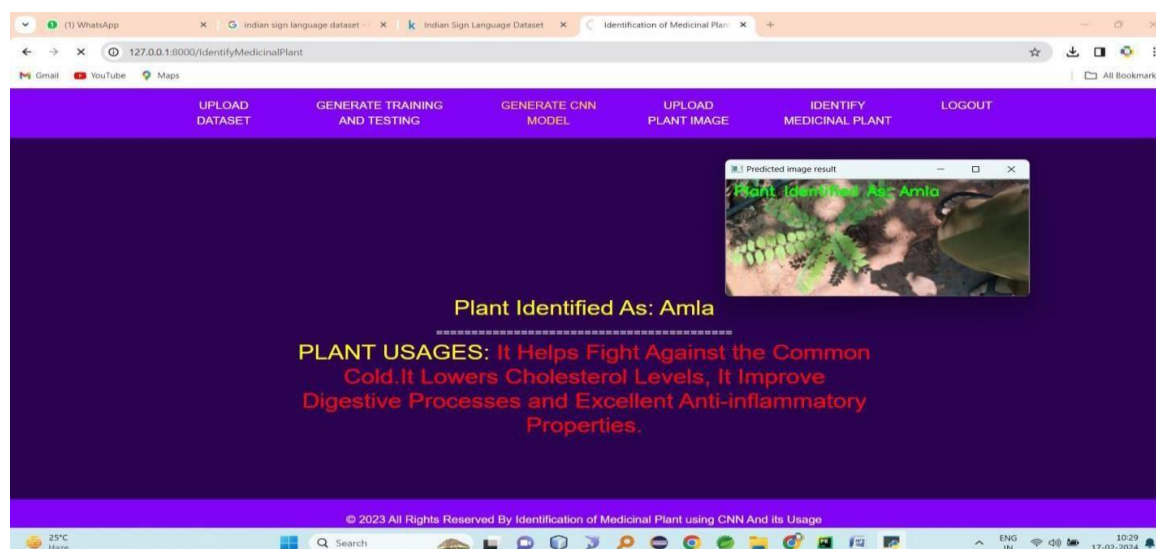 (1) WhatsApp
indian sign language dataset -
Indian Sign Language Dataset
Identification of Medicinal Plan
127.0.0.1:8000/IdentifyMedicinalPlant
Gmail YouTube Maps
All Bookmark
UPLOAD
DATASET
GENERATE TRAINING
AND TESTING
GENERATE CNN
MODEL
UPLOAD
PLANT IMAGE
IDENTIFY
MEDICINAL PLANT
LOGOUT
Predicted image result
Plant Identified As: Amla
Plant Identified As: Amla
==========================================
PLANT USAGES: It Helps Fight Against the Common
Cold.It Lowers Cholesterol Levels, It Improve
Digestive Processes and Excellent Anti-inflammatory
Properties.
© 2023 All Rights Reserved By Identification of Medicinal Plant using CNN And its Usage
25°C
Haze
Search
ENG
IN
10:29
17-02-2024